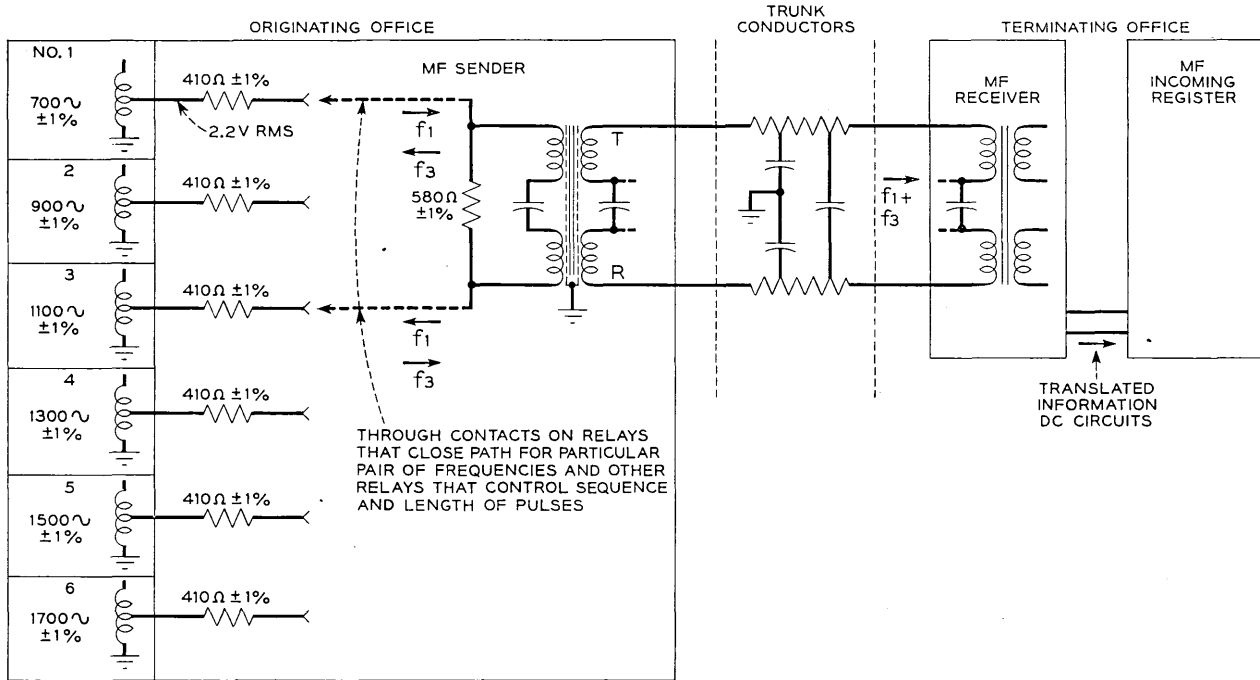 ORIGINATING OFFICE
TRUNK
CONDUCTORS
TERMINATING OFFICE
NO. 1
700~
±1%
410Ω ±1%
2.2V RMS
2
900~
±1%
410Ω ±1%
3
1100~
±1%
410Ω ±1%
4
1300~
±1%
410Ω ±1%
5
1500~
±1%
410Ω ±1%
6
1700~
±1%
410Ω ±1%
MF SENDER
f1
f3
580Ω
±1%
f1
f3
T
R
THROUGH CONTACTS ON RELAYS
THAT CLOSE PATH FOR PARTICULAR
PAIR OF FREQUENCIES AND OTHER
RELAYS THAT CONTROL SEQUENCE
AND LENGTH OF PULSES
f1+
f3
MF
RECEIVER
MF
INCOMING
REGISTER
TRANSLATED
INFORMATION
DC CIRCUITS